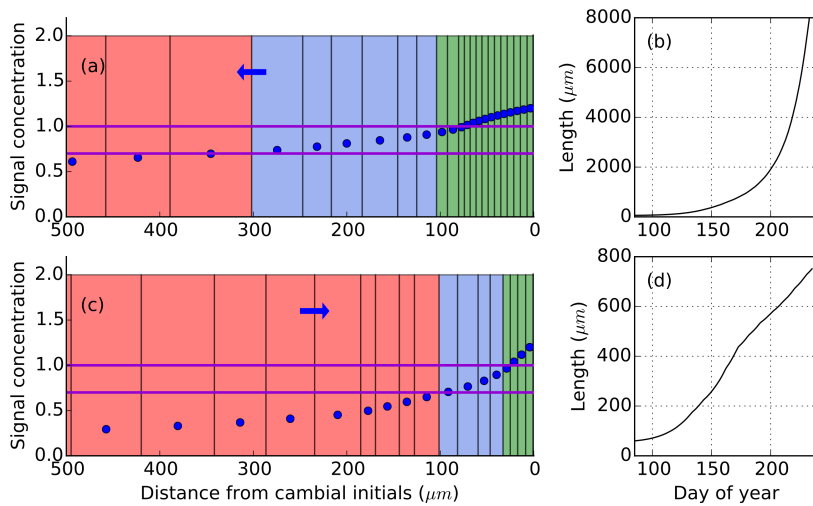 (a)
Signal concentration
2.0
1.5
1.0
0.5
0.0
500 400 300 200 100 0
(b)
Length (μm)
8000
6000
4000
2000
0
100 150 200
(c)
Signal concentration
2.0
1.5
1.0
0.5
0.0
500 400 300 200 100 0
Distance from cambial initials (μm)
(d)
Length (μm)
800
600
400
200
0
100 150 200
Day of year